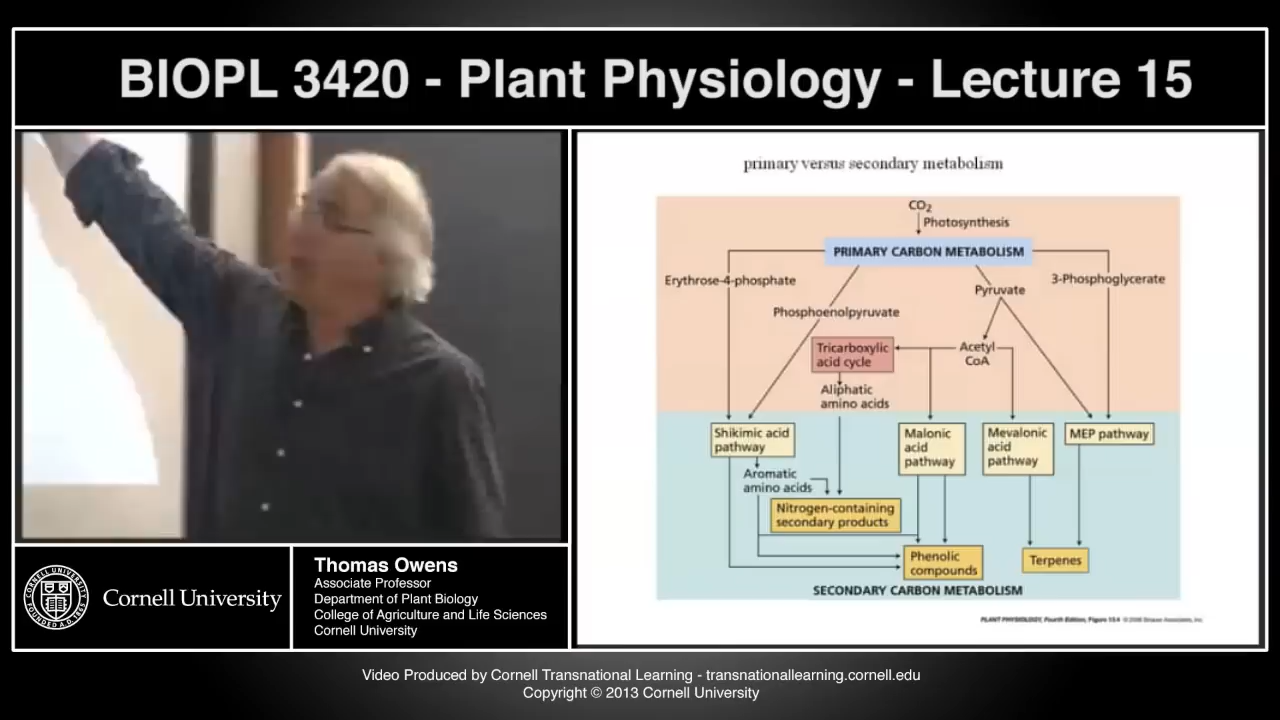 BIOPL 3420 - Plant Physiology - Lecture 15
primary versus secondary metabolism
CO2
Photosynthesis
PRIMARY CARBON METABOLISM
Erythrose-4-phosphate
3-Phosphoglycerate
Pyruvate
Phosphoenolpyruvate
Tricarboxylic
acid cycle
Acetyl
CoA
Aliphatic
amino acids
Shikimic acid
pathway
Malonic
acid
pathway
Mevalonic
acid
pathway
MEP pathway
Aromatic
amino acids
Nitrogen-containing
secondary products
Phenolic
compounds
Terpenes
SECONDARY CARBON METABOLISM
PLANT PHYSIOLOGY, Fourth Edition, Figure 13.4 © 2006 Sinauer Associates, Inc.
Cornell University
Thomas Owens
Associate Professor
Department of Plant Biology
College of Agriculture and Life Sciences
Cornell University
Video Produced by Cornell Transnational Learning - transnationallearning.cornell.edu
Copyright © 2013 Cornell University